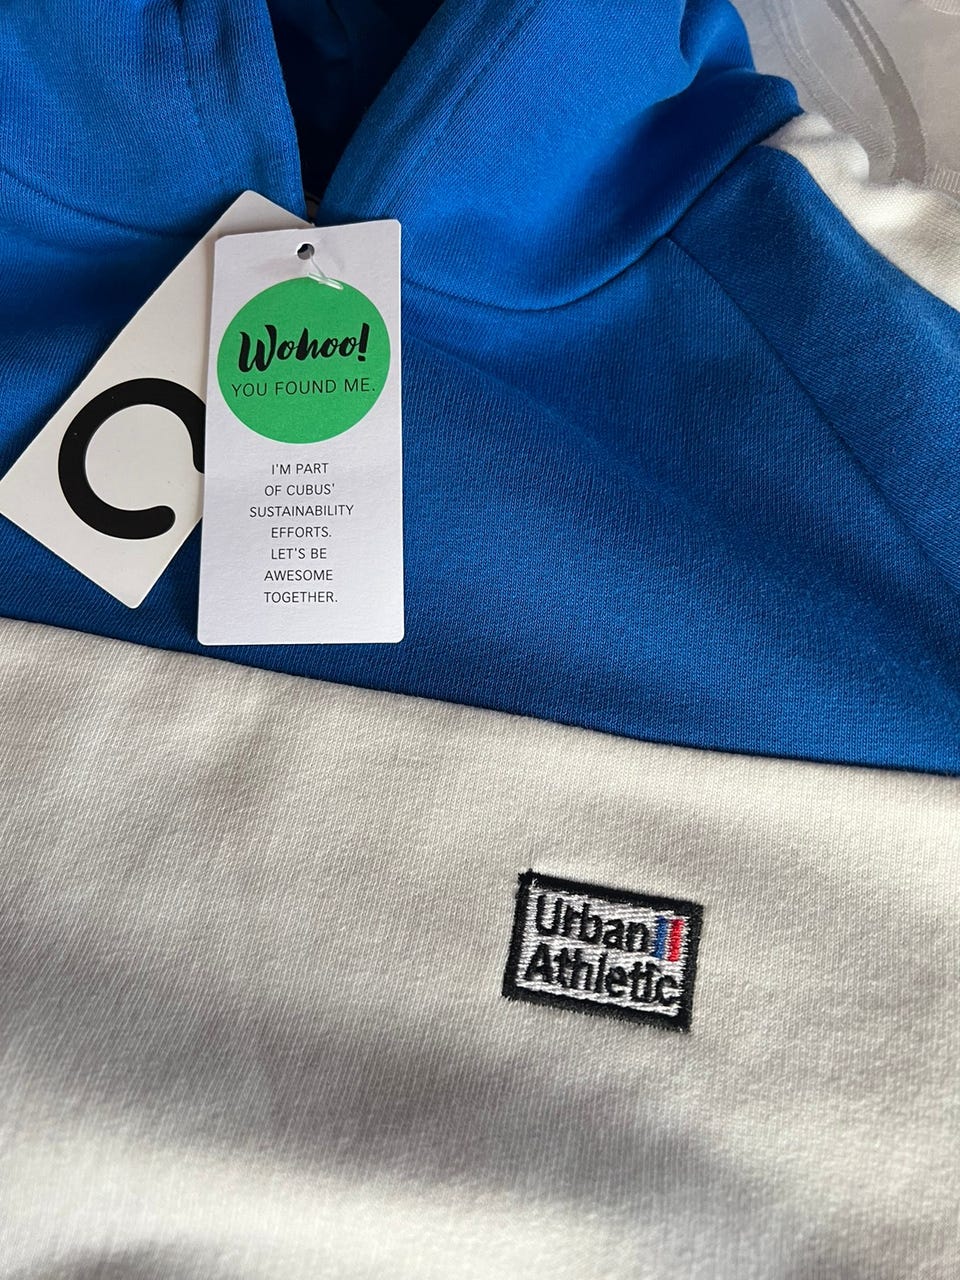 Wohoo!
YOU FOUND ME.
I'M PART
OF CUBUS'
SUSTAINABILITY
EFFORTS.
LET'S BE
AWESOME
TOGETHER.
Urban
Athletic